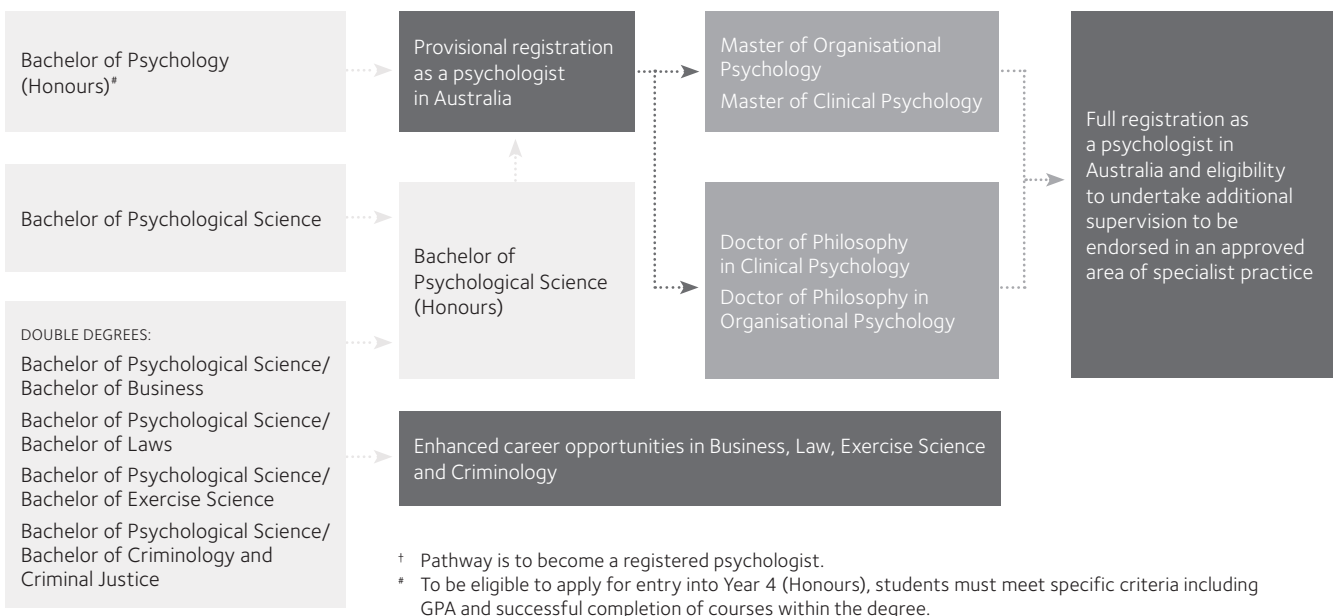 Bachelor of Psychology
(Honours)#
Provisional registration
as a psychologist
in Australia
Master of Organisational
Psychology
Master of Clinical Psychology
Full registration as
a psychologist in
Australia and eligibility
to undertake additional
supervision to be
endorsed in an approved
area of specialist practice
Bachelor of Psychological Science
Bachelor of
Psychological Science
(Honours)
Doctor of Philosophy
in Clinical Psychology
Doctor of Philosophy in
Organisational Psychology
DOUBLE DEGREES:
Bachelor of Psychological Science/
Bachelor of Business
Bachelor of Psychological Science/
Bachelor of Laws
Bachelor of Psychological Science/
Bachelor of Exercise Science
Bachelor of Psychological Science/
Bachelor of Criminology and
Criminal Justice
Enhanced career opportunities in Business, Law, Exercise Science
and Criminology
† Pathway is to become a registered psychologist.
# To be eligible to apply for entry into Year 4 (Honours), students must meet specific criteria including
GPA and successful completion of courses within the degree.